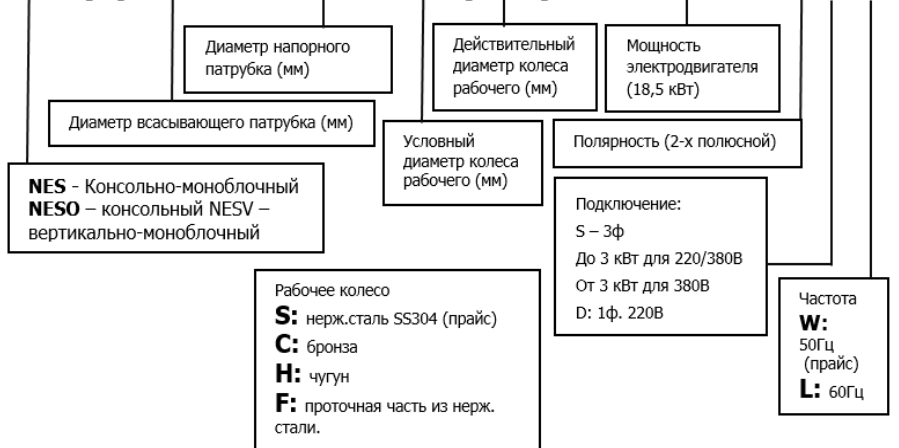 Диаметр напорного
патрубка (мм)
Действительный
диаметр колеса
рабочего (мм)
Мощность
электродвигателя
(18,5 кВт)
Диаметр всасывающего патрубка (мм)
Условный
диаметр колеса
рабочего (мм)
Полярность (2-х полюсной)
NES - Консольно-моноблочный
NESO – консольный NESV –
вертикально-моноблочный
Подключение:
S – 3ф
До 3 кВт для 220/380В
От 3 кВт для 380В
D: 1ф. 220В
Рабочее колесо
S: нерж.сталь SS304 (прайс)
C: бронза
H: чугун
F: проточная часть из нерж.
стали.
Частота
W:
50Гц
(прайс)
L: 60Гц